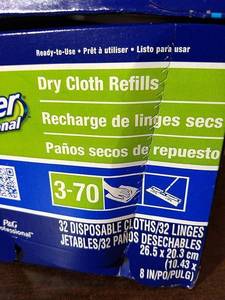 Ready-to-Use • Prêt à utiliser • Listo para usar
Dry Cloth Refills
Recharge de linges secs
Paños secos de repuesto
3-70
P&G
32 DISPOSABLE CLOTHS/32 LINGES
JETABLES/32 PAÑOS DESECHABLES
26.5 x 20.3 cm
(10.43 x
8 IN/PO/PULG)